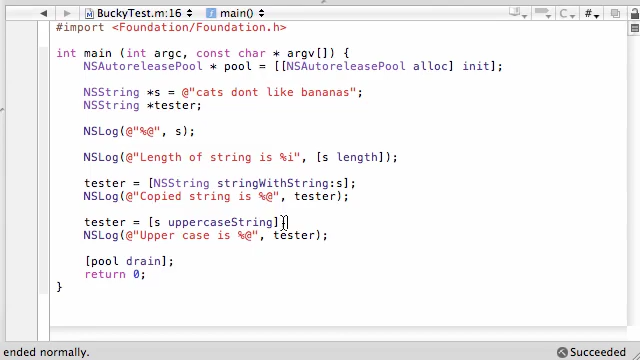 BuckyTest.m:16 main() C #
#import <Foundation/Foundation.h>
int main (int argc, const char * argv[]) {
NSAutoreleasePool * pool = [[NSAutoreleasePool alloc] init];
NSString *s = @"cats dont like bananas";
NSString *tester;
NSLog(@"%@", s);
NSLog(@"Length of string is %i", [s length]);
tester = [NSString stringWithString:s];
NSLog(@"Copied string is %@", tester);
tester = [s uppercaseString]
NSLog(@"Upper case is %@", tester);
[pool drain];
return 0;
}
ended normally. Succeeded